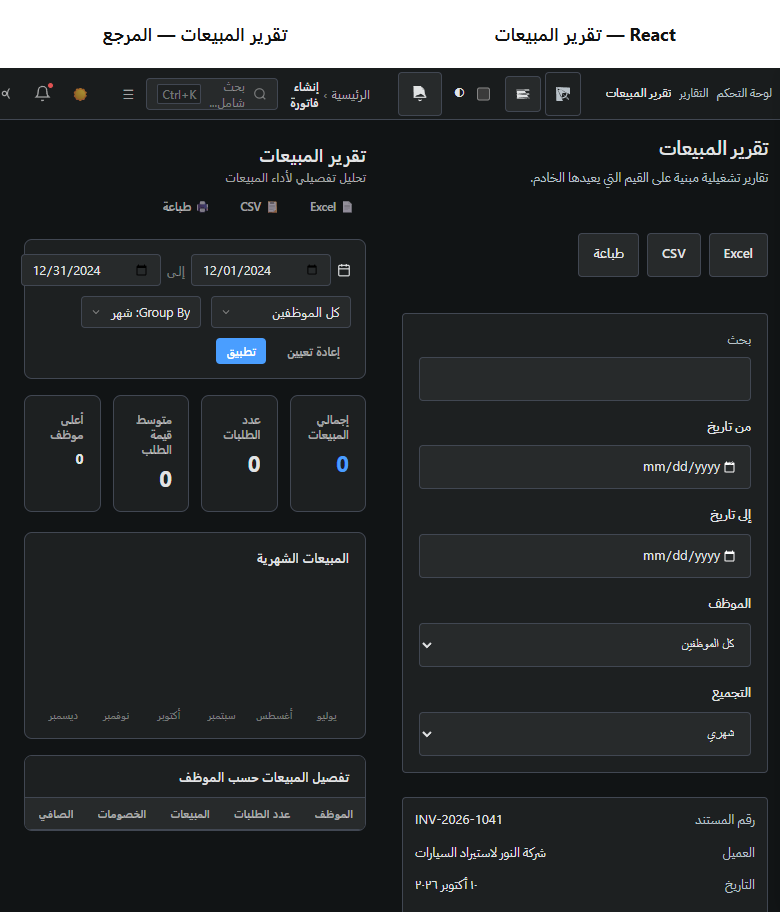 React — تقرير المبيعات
لوحة التحكم التقارير تقرير المبيعات
تقرير المبيعات
تقارير تشغيلية مبنية على القيم التي يعيدها الخادم.
Excel
CSV
طباعة
بحث
من تاريخ
mm/dd/yyyy
إلى تاريخ
mm/dd/yyyy
الموظف
كل الموظفين
التجميع
شهري
رقم المستند INV-2026-1041
العميل شركة النور لاستيراد السيارات
التاريخ ١٠ أكتوبر ٢٠٢٦
تقرير المبيعات — المرجع
الرئيسية › إنشاء فاتورة
بحث شامل... Ctrl+K
تقرير المبيعات
تحليل تفصيلي لأداء المبيعات
Excel
CSV
طباعة
12/01/2024 إلى 12/31/2024
كل الموظفين
Group By: شهر
إعادة تعيين
تطبيق
إجمالي المبيعات
0
عدد الطلبات
0
متوسط قيمة الطلب
0
أعلى موظف
0
المبيعات الشهرية
يوليو أغسطس سبتمبر أكتوبر نوفمبر ديسمبر
تفصيل المبيعات حسب الموظف
الموظف عدد الطلبات المبيعات الخصومات الصافي